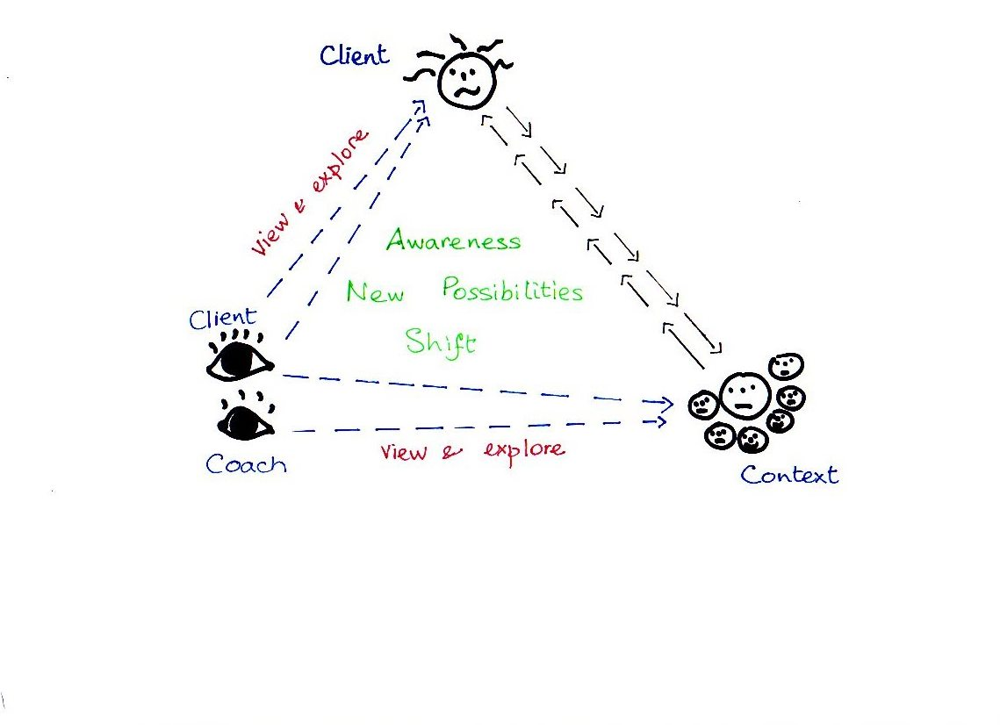 Client
View & explore
Awareness
New Possibilities
Shift
Client
View & explore
Coach
Context